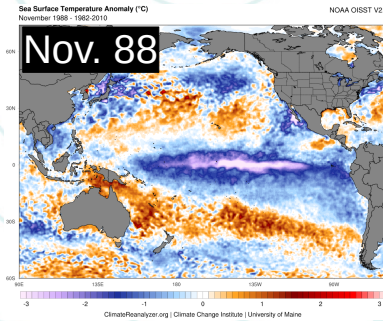 Sea Surface Temperature Anomaly (°C)
NOAA OISST V2
November 1988 - 1982-2010
Nov. 88
60N
30N
0
30S
60S
90E
135E
180
135W
90W
-3
-2
-1
0
1
2
3
ClimateReanalyzer.org | Climate Change Institute | University of Maine